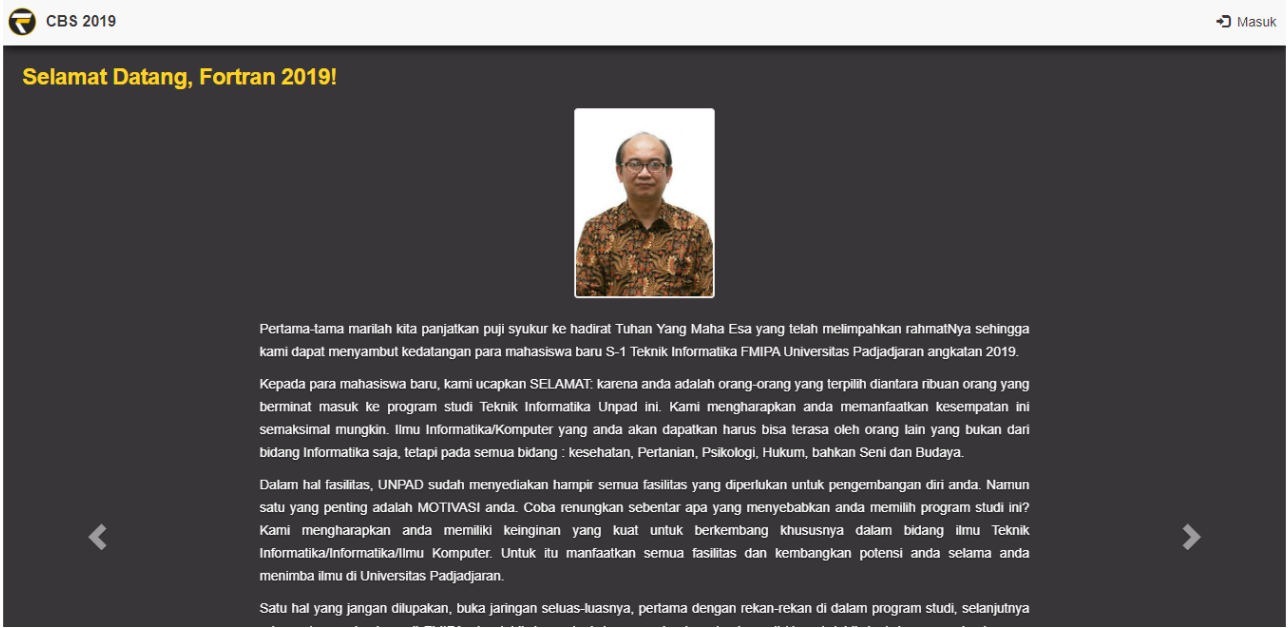 CBS 2019
Masuk
Selamat Datang, Fortran 2019!
Pertama-tama marilah kita panjatkan puji syukur ke hadirat Tuhan Yang Maha Esa yang telah melimpahkan rahmatNya sehingga
kami dapat menyambut kedatangan para mahasiswa baru S-1 Teknik Informatika FMIPA Universitas Padjadjaran angkatan 2019.
Kepada para mahasiswa baru, kami ucapkan SELAMAT: karena anda adalah orang-orang yang terpilih diantara ribuan orang yang
berminat masuk ke program studi Teknik Informatika Unpad ini. Kami mengharapkan anda memanfaatkan kesempatan ini
semaksimal mungkin. Ilmu Informatika/Komputer yang anda akan dapatkan harus bisa terasa oleh orang lain yang bukan dari
bidang Informatika saja, tetapi pada semua bidang : kesehatan, Pertanian, Psikologi, Hukum, bahkan Seni dan Budaya.
Dalam hal fasilitas, UNPAD sudah menyediakan hampir semua fasilitas yang diperlukan untuk pengembangan diri anda. Namun
satu yang penting adalah MOTIVASI anda. Coba renungkan sebentar apa yang menyebabkan anda memilih program studi ini?
Kami mengharapkan anda memiliki keinginan yang kuat untuk berkembang khususnya dalam bidang ilmu Teknik
Informatika/Informatika/Ilmu Komputer. Untuk itu manfaatkan semua fasilitas dan kembangkan potensi anda selama anda
menimba ilmu di Universitas Padjadjaran.
Satu hal yang jangan dilupakan, buka jaringan seluas-luasnya, pertama dengan rekan-rekan di dalam program studi, selanjutnya